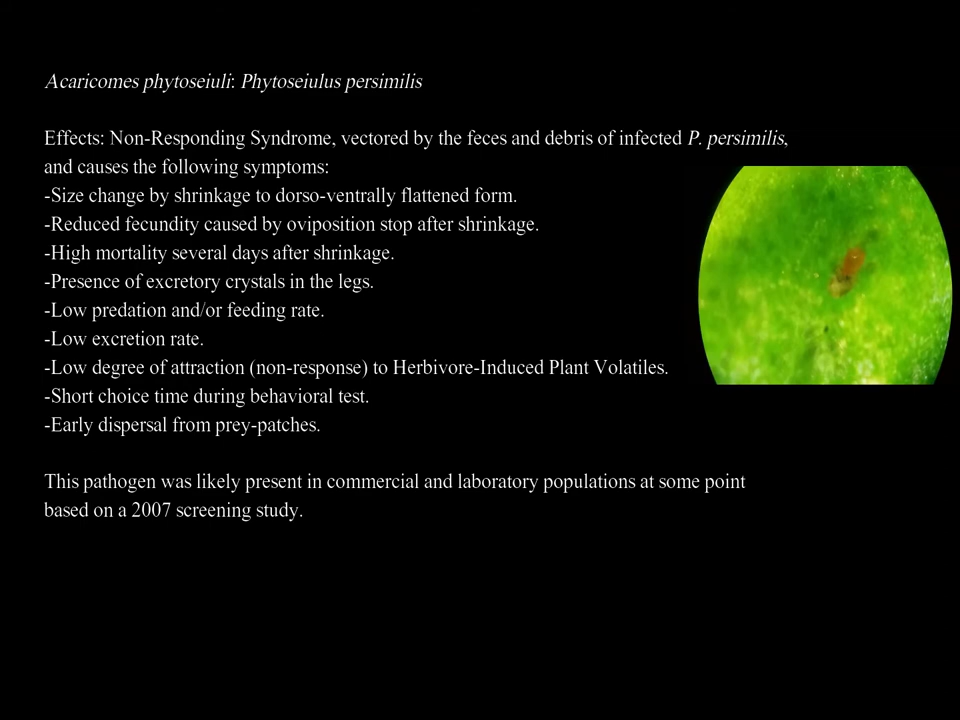 Acaricomes phytoseiuli: Phytoseiulus persimilis
Effects: Non-Responding Syndrome, vectored by the feces and debris of infected P. persimilis,
and causes the following symptoms:
-Size change by shrinkage to dorso-ventrally flattened form.
-Reduced fecundity caused by oviposition stop after shrinkage.
-High mortality several days after shrinkage.
-Presence of excretory crystals in the legs.
-Low predation and/or feeding rate.
-Low excretion rate.
-Low degree of attraction (non-response) to Herbivore-Induced Plant Volatiles.
-Short choice time during behavioral test.
-Early dispersal from prey-patches.
This pathogen was likely present in commercial and laboratory populations at some point
based on a 2007 screening study.